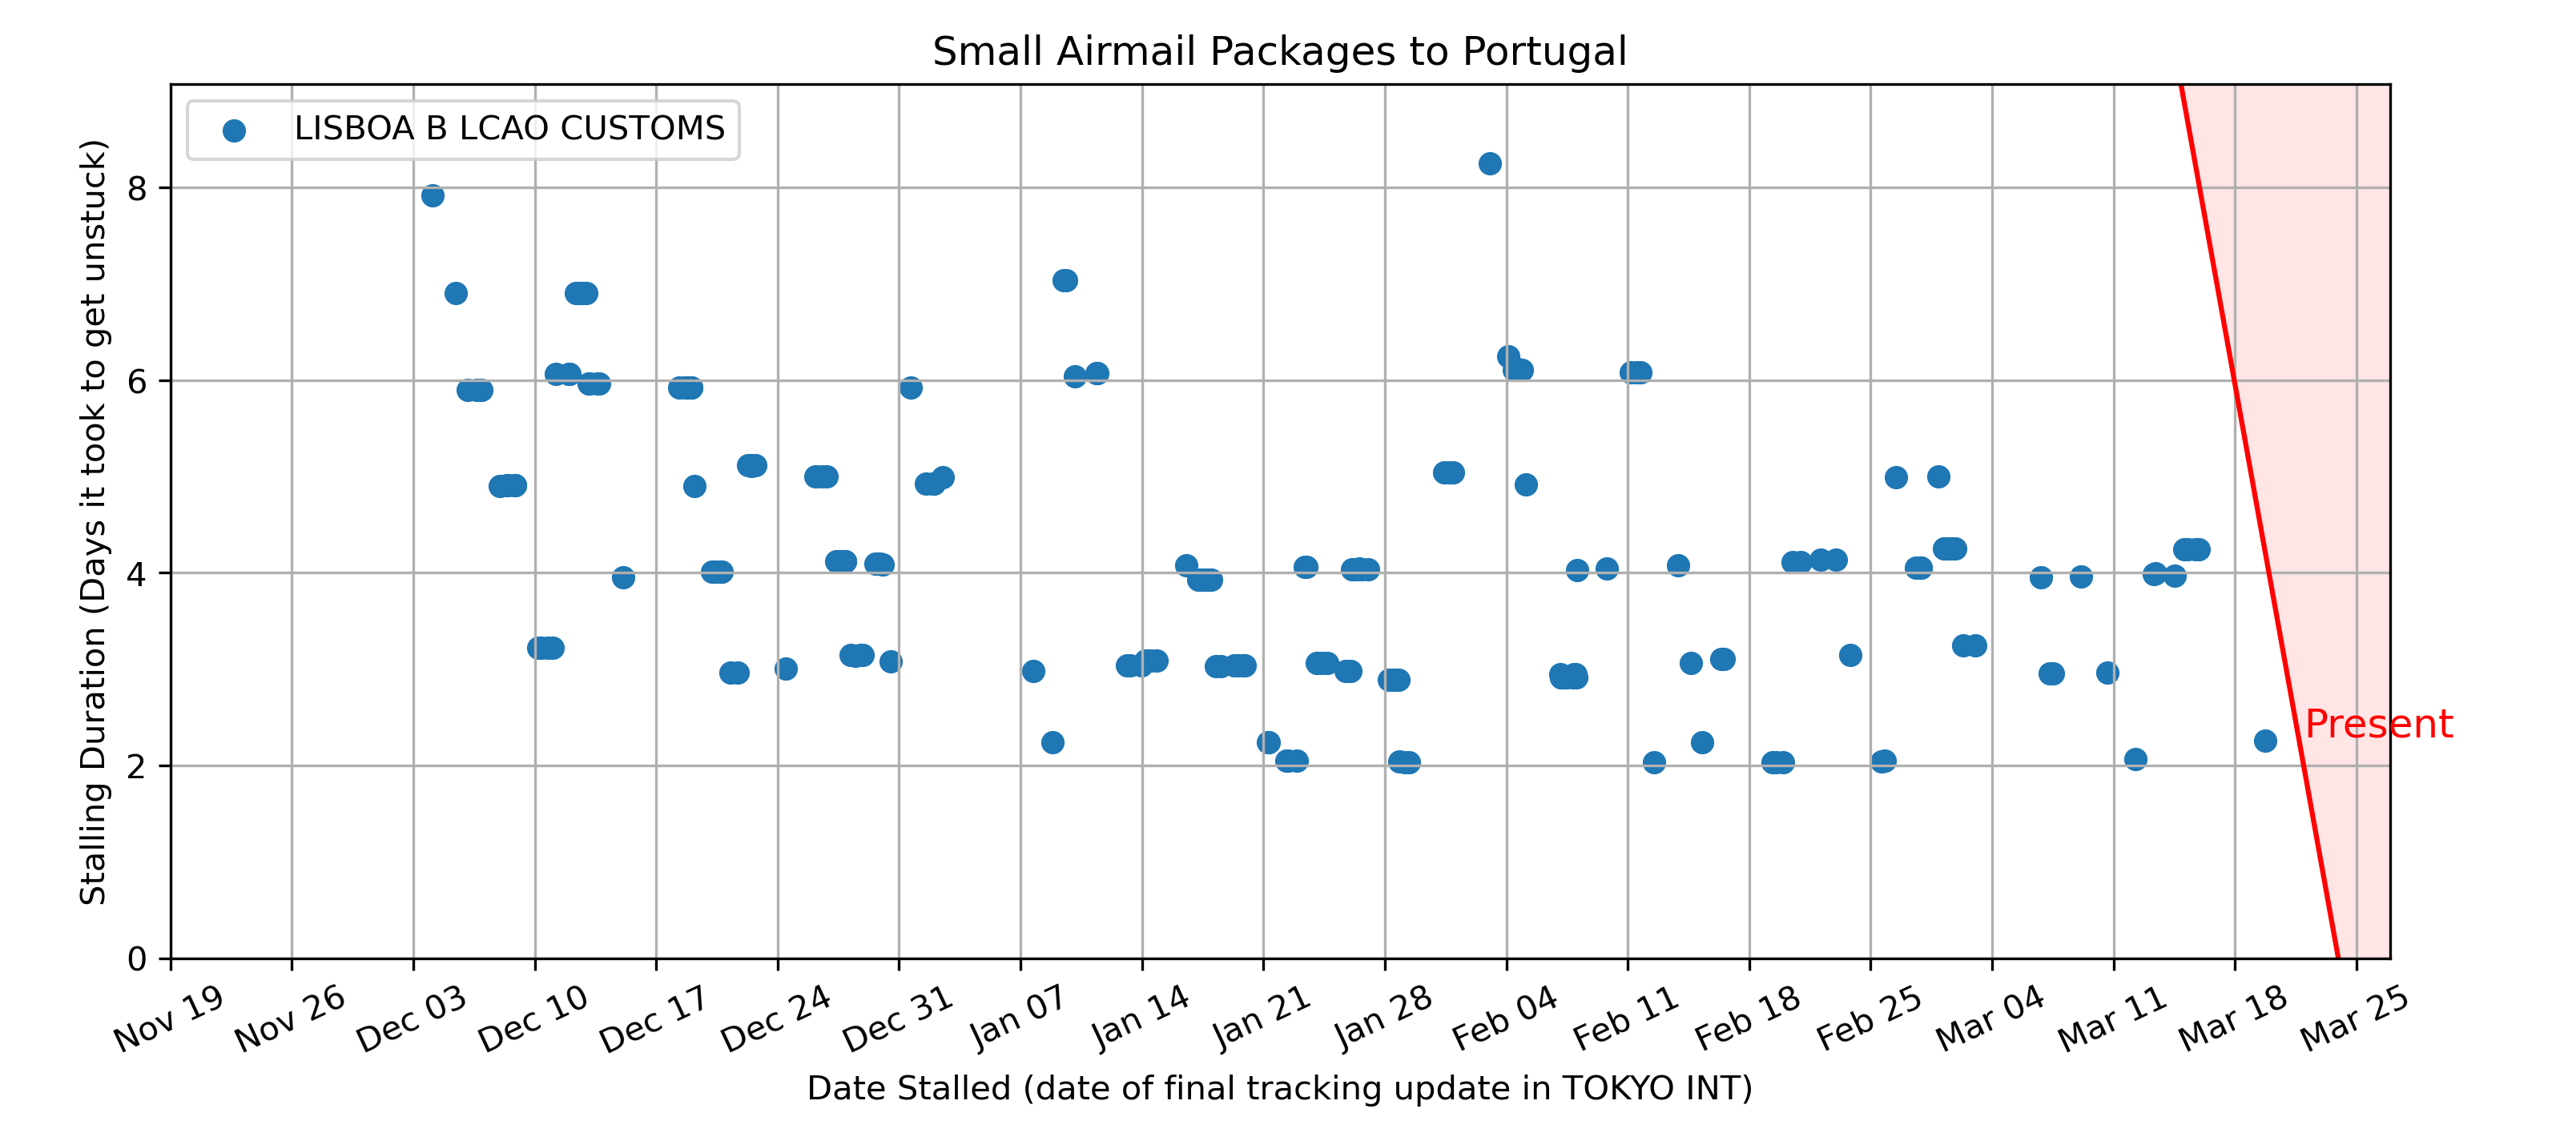 Small Airmail Packages to Portugal
LISBOA B LCAO CUSTOMS
Stalling Duration (Days it took to get unstuck)
8
6
4
2
0
Present
Nov 19
Nov 26
Dec 03
Dec 10
Dec 17
Dec 24
Dec 31
Jan 07
Jan 14
Jan 21
Jan 28
Feb 04
Feb 11
Feb 18
Feb 25
Mar 04
Mar 11
Mar 18
Mar 25
Date Stalled (date of final tracking update in TOKYO INT)